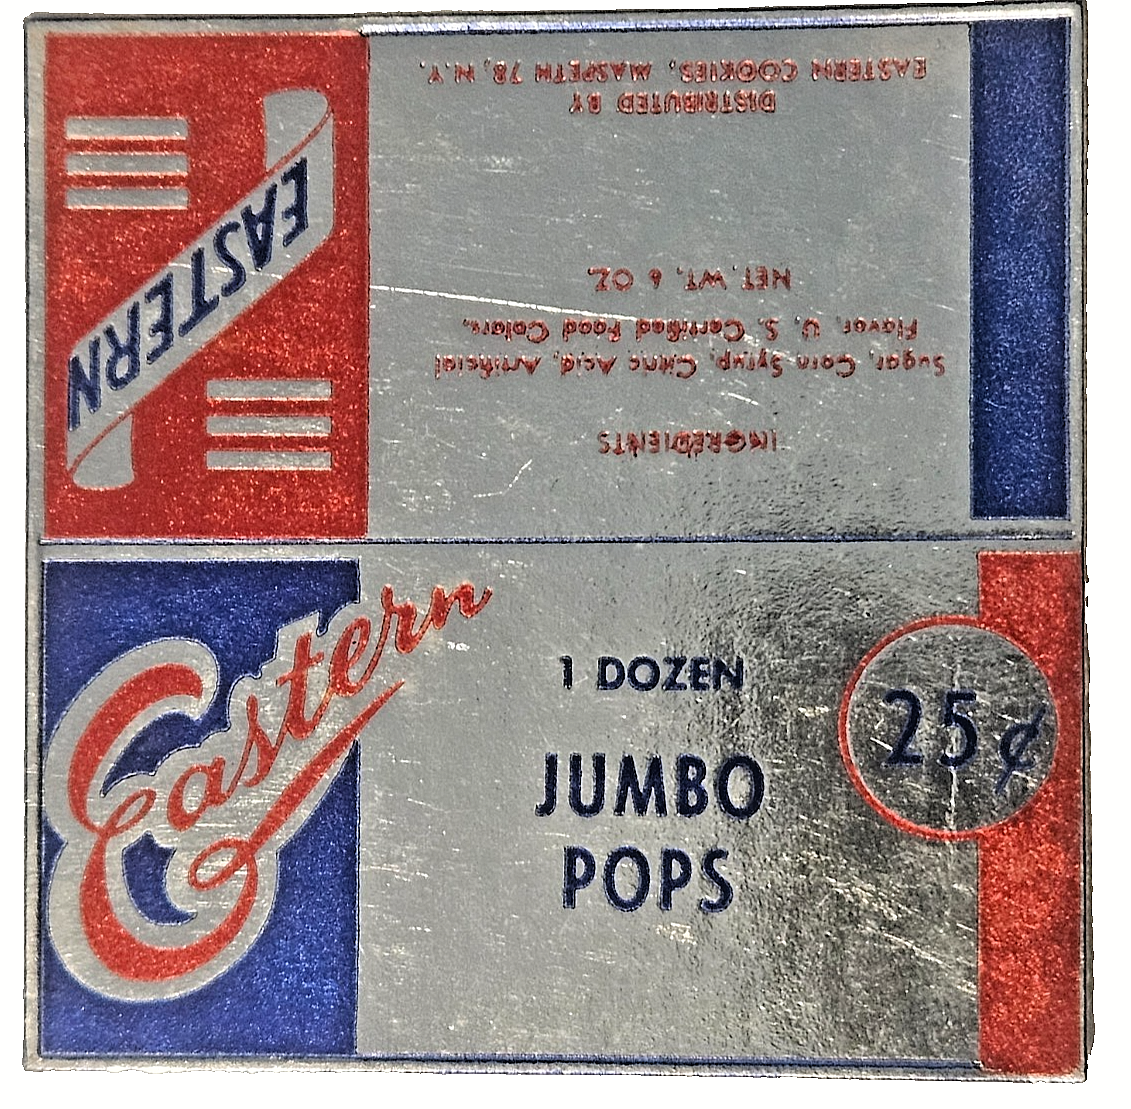 Eastern
1 DOZEN
JUMBO
POPS
25¢
EASTERN
INGREDIENTS
Sugar, Corn Syrup, Citric Acid, Artificial
Flavor, U. S. Certified Food Colors.
NET. WT. 6 OZ.
DISTRIBUTED BY
EASTERN COOKIES, MASPETH 78, N.Y.